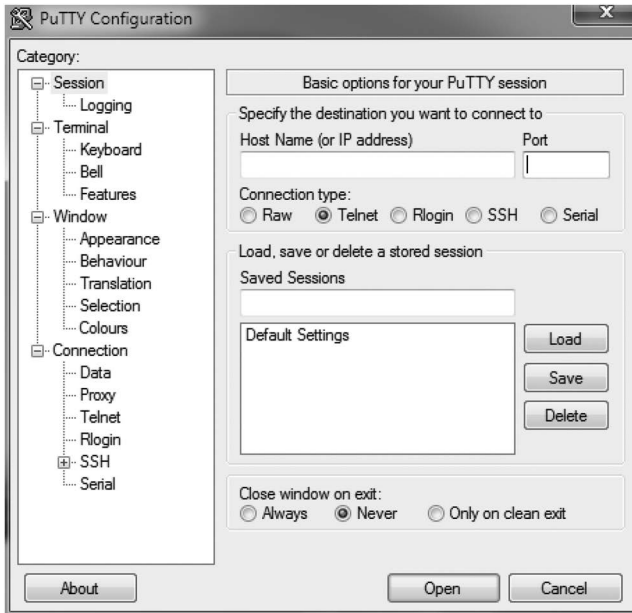 PuTTY Configuration
X
Category:
Session
Logging
Terminal
Keyboard
Bell
Features
Window
Appearance
Behaviour
Translation
Selection
Colours
Connection
Data
Proxy
Telnet
Rlogin
SSH
Serial
Basic options for your PuTTY session
Specify the destination you want to connect to
Host Name (or IP address) Port
Connection type:
Raw Telnet Rlogin SSH Serial
Load, save or delete a stored session
Saved Sessions
Default Settings
Load
Save
Delete
Close window on exit:
Always Never Only on clean exit
About Open Cancel